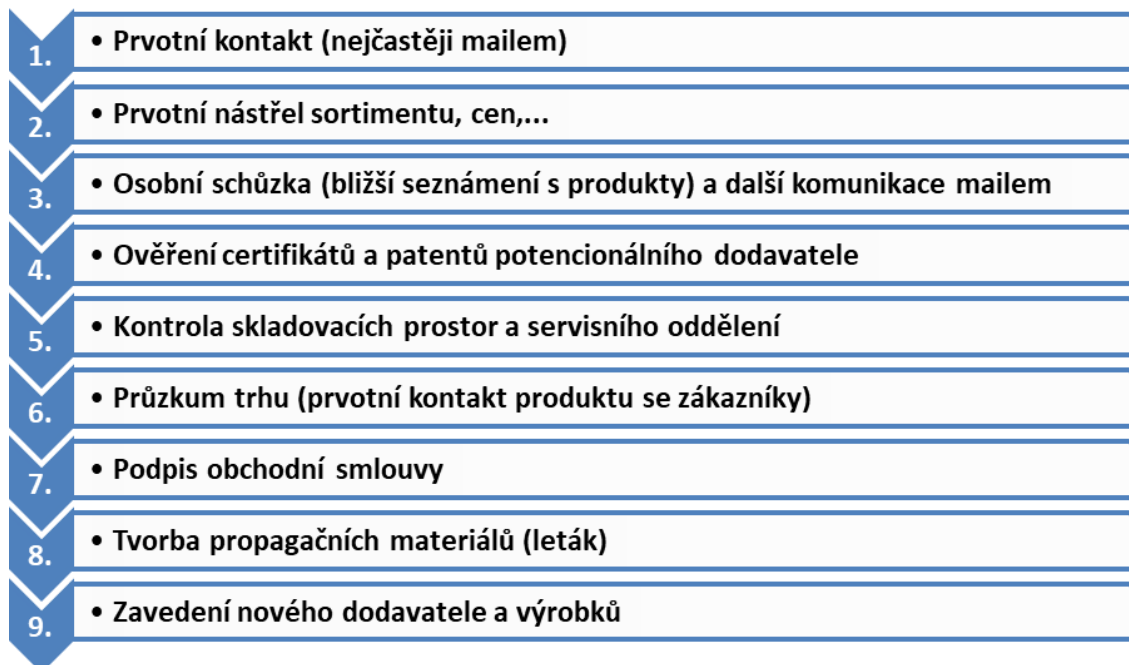 1. • Prvotní kontakt (nejčastěji mailem)
2. • Prvotní nástřel sortimentu, cen,...
3. • Osobní schůzka (bližší seznámení s produkty) a další komunikace mailem
4. • Ověření certifikátů a patentů potencionálního dodavatele
5. • Kontrola skladovacích prostor a servisního oddělení
6. • Průzkum trhu (prvotní kontakt produktu se zákazníky)
7. • Podpis obchodní smlouvy
8. • Tvorba propagačních materiálů (leták)
9. • Zavedení nového dodavatele a výrobků